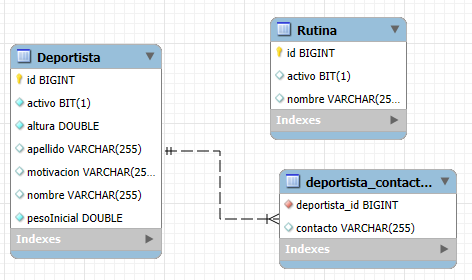 Deportista
id BIGINT
activo BIT(1)
altura DOUBLE
apellido VARCHAR(255)
motivacion VARCHAR(25...
nombre VARCHAR(255)
pesoInicial DOUBLE
Indexes
Rutina
id BIGINT
activo BIT(1)
nombre VARCHAR(25...
Indexes
deportista_contact...
deportista_id BIGINT
contacto VARCHAR(255)
Indexes